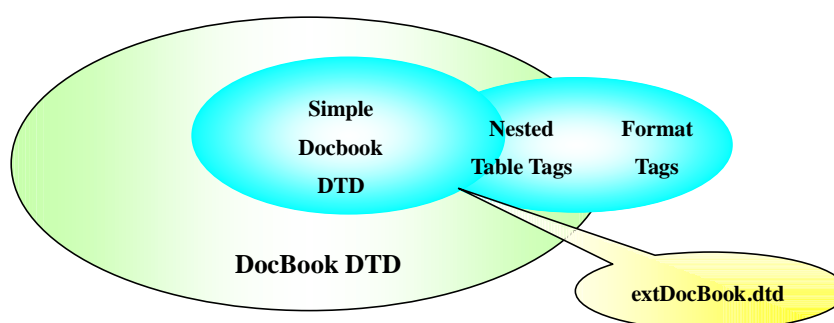 Simple
Docbook
DTD
Nested
Table Tags
Format
Tags
DocBook DTD
extDocBook.dtd